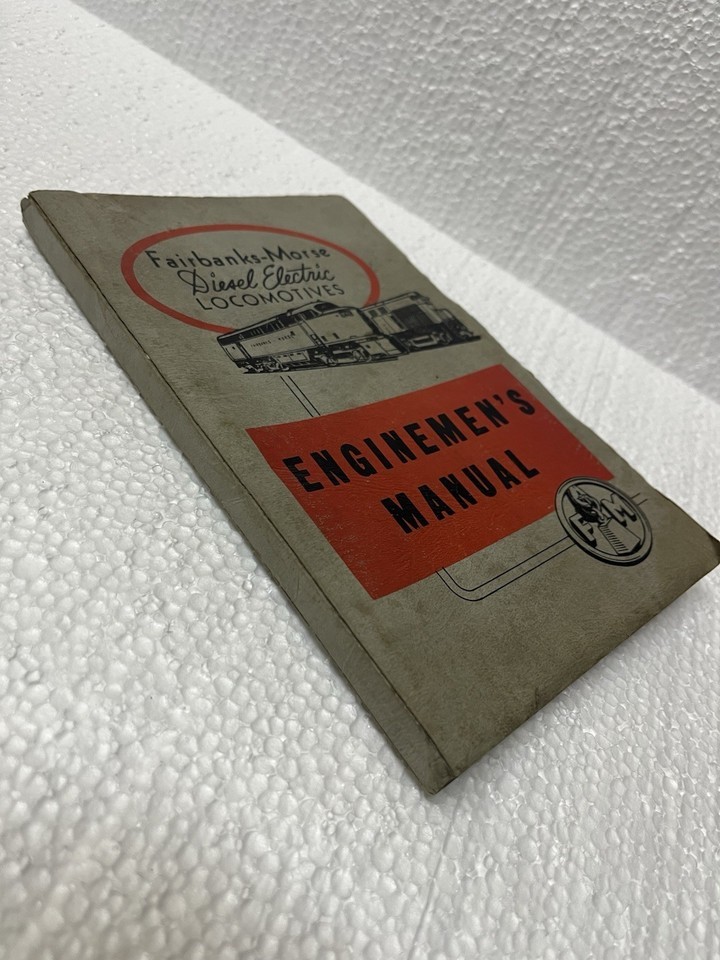 Fairbanks-Morse
Diesel Electric
LOCOMOTIVES
ENGINEMEN'S
MANUAL
F M